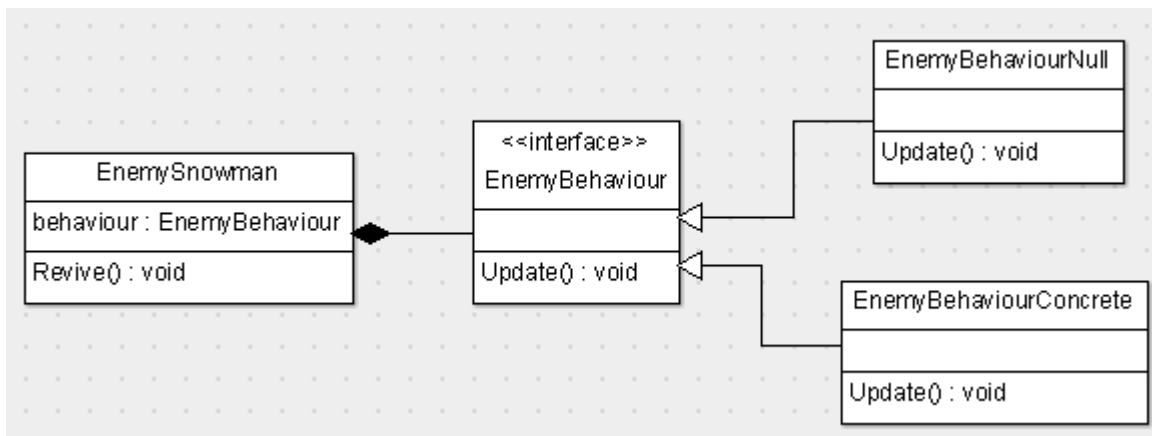 EnemySnowman
behaviour : EnemyBehaviour
Revive() : void
<<interface>>
EnemyBehaviour
Update() : void
EnemyBehaviourNull
Update() : void
EnemyBehaviourConcrete
Update() : void